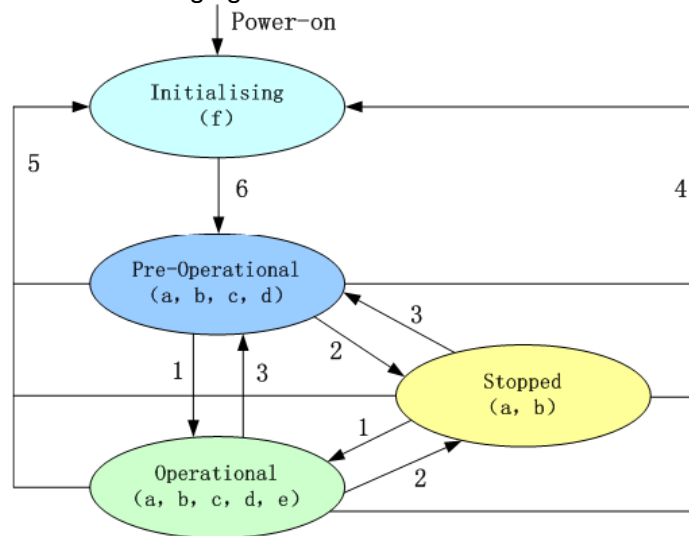 Power-on
Initialising
(f)
5
4
6
Pre-Operational
(a, b, c, d)
3
2
1
3
Stopped
(a, b)
1
Operational
(a, b, c, d, e)
2